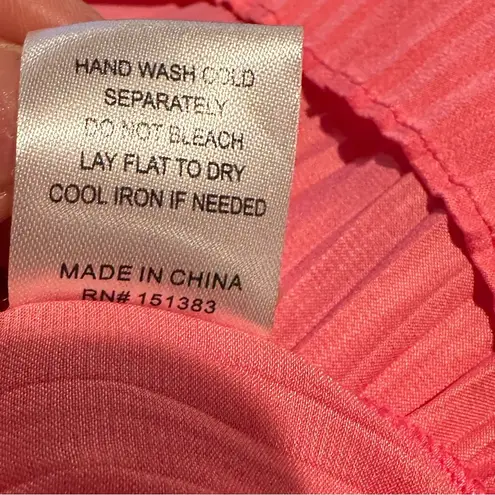 HAND WASH COLD
SEPARATELY
DO NOT BLEACH
LAY FLAT TO DRY
COOL IRON IF NEEDED
MADE IN CHINA
RN# 151383